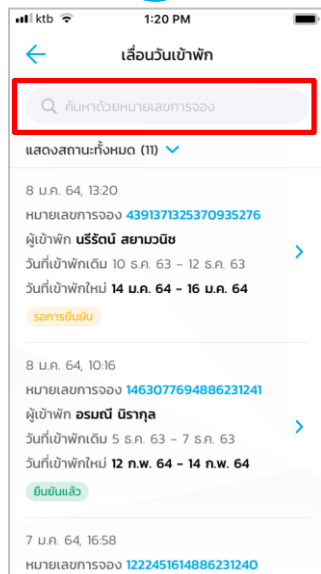 ktb 1:20 PM
เลื่อนวันเข้าพัก
ค้นหาด้วยหมายเลขการจอง
แสดงสถานะทั้งหมด (11)
8 ม.ค. 64, 13:20
หมายเลขการจอง 4391371325370935276
ผู้เข้าพัก นรีรัตน์ สยามวนิช
วันที่เข้าพักเดิม 10 ธ.ค. 63 - 12 ธ.ค. 63
วันที่เข้าพักใหม่ 14 ม.ค. 64 - 16 ม.ค. 64
รอการยืนยัน
8 ม.ค. 64, 10:16
หมายเลขการจอง 1463077694886231241
ผู้เข้าพัก อรมณี นิรากุล
วันที่เข้าพักเดิม 5 ธ.ค. 63 - 7 ธ.ค. 63
วันที่เข้าพักใหม่ 12 ก.พ. 64 - 14 ก.พ. 64
ยืนยันแล้ว
7 ม.ค. 64, 16:58
หมายเลขการจอง 1222451614886231240